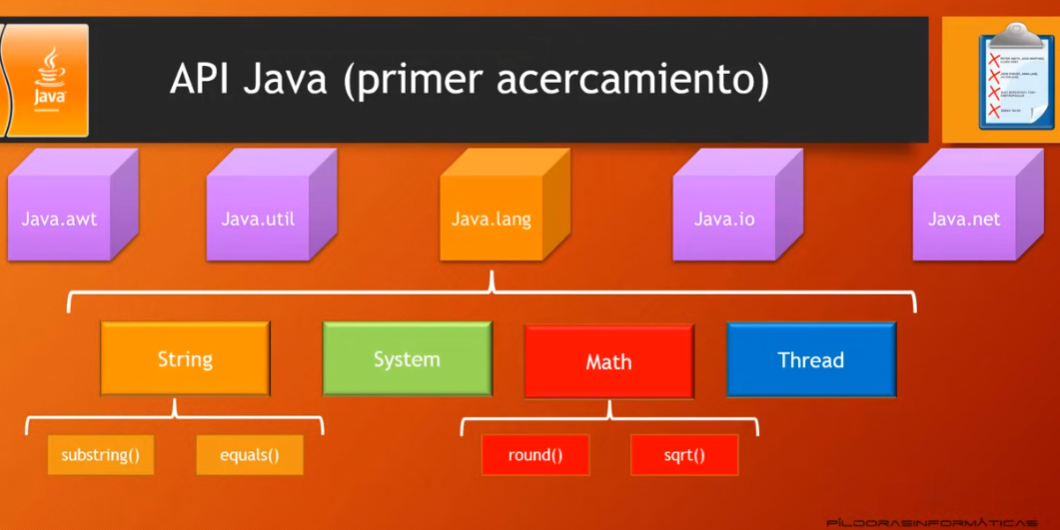 Java
API Java (primer acercamiento)
Java.awt
Java.util
Java.lang
Java.io
Java.net
String
System
Math
Thread
substring()
equals()
round()
sqrt()
PÍLDORASINFORMÁTICAS